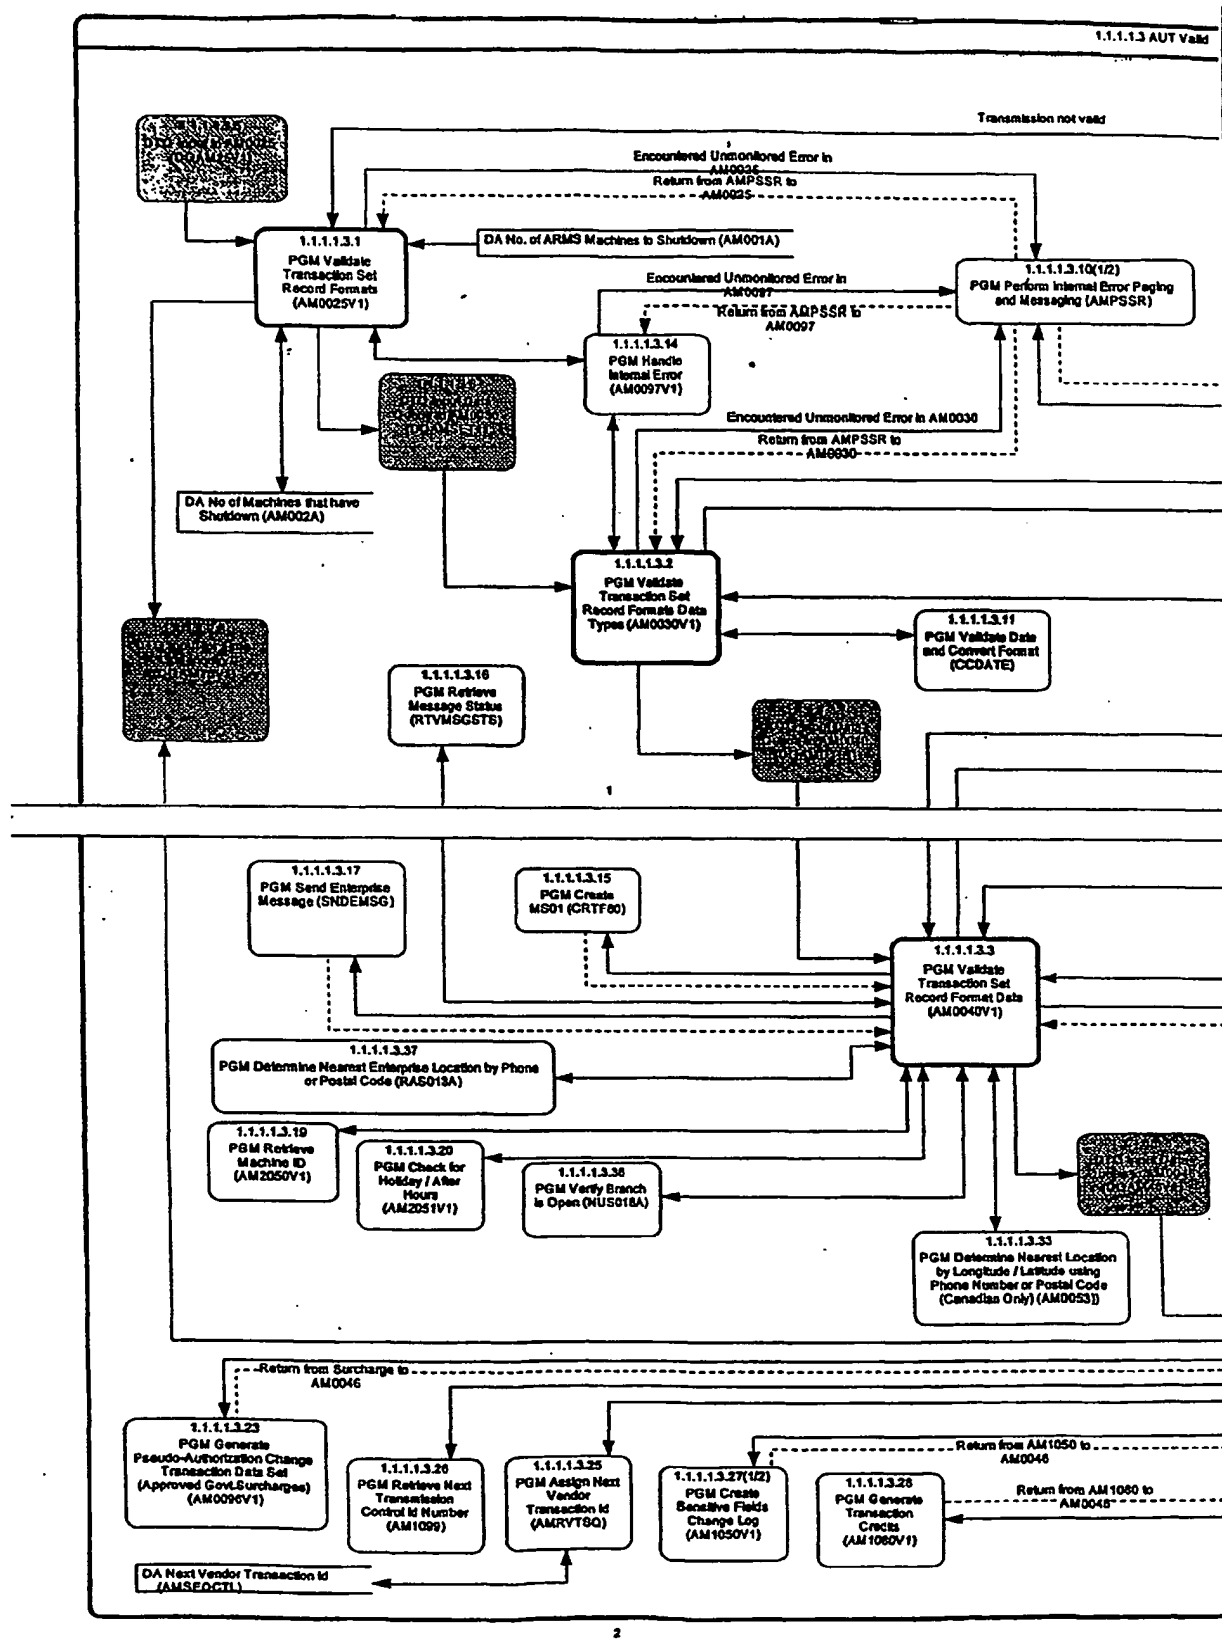 1.1.1.1.3 AUT Valid
Transmission not valid
Encountered Unmonitored Error in
AM0025
Return from AMPSSR to
AM0025
1.1.1.1.3.1
PGM Validate
Transaction Set
Record Formats
(AM0025V1)
DA No. of ARMS Machines to Shutdown (AM001A)
1.1.1.1.3.10(1/2)
PGM Perform Internal Error Paging
and Messaging (AMPSSR)
Encountered Unmonitored Error in
AM0097
Return from AMPSSR to
AM0097
1.1.1.1.3.14
PGM Handle
Internal Error
(AM0097V1)
Encountered Unmonitored Error in AM0030
Return from AMPSSR to
AM0030
DA No of Machines that have
Shutdown (AM002A)
1.1.1.1.3.2
PGM Validate
Transaction Set
Record Formats Data
Types (AM0030V1)
1.1.1.1.3.11
PGM Validate Date
and Convert Format
(CCDATE)
1.1.1.1.3.16
PGM Retrieve
Message Status
(RTVMSGSTS)
1
1.1.1.1.3.17
PGM Send Enterprise
Message (SNDEMSG)
1.1.1.1.3.15
PGM Create
MS01 (CRTF60)
1.1.1.1.3.3
PGM Validate
Transaction Set
Record Format Data
(AM0040V1)
1.1.1.1.3.37
PGM Determine Nearest Enterprise Location by Phone
or Postal Code (RAS013A)
1.1.1.1.3.19
PGM Retrieve
Machine ID
(AM2050V1)
1.1.1.1.3.20
PGM Check for
Holiday / After
Hours
(AM2051V1)
1.1.1.1.3.36
PGM Verify Branch
is Open (NUS018A)
1.1.1.1.3.33
PGM Determine Nearest Location
by Longitude / Latitude using
Phone Number or Postal Code
(Canadian Only) (AM0053])
Return from Surcharge to
AM0046
1.1.1.1.3.23
PGM Generate
Pseudo-Authorization Change
Transaction Data Set
(Approved Govt.Surcharges)
(AM0096V1)
1.1.1.1.3.26
PGM Retrieve Next
Transmission
Control Id Number
(AM1099)
1.1.1.1.3.25
PGM Assign Next
Vendor
Transaction Id
(AMRVTSQ)
Return from AM1050 to
AM0046
1.1.1.1.3.27(1/2)
PGM Create
Sensitive Fields
Change Log
(AM1050V1)
1.1.1.1.3.28
PGM Generate
Transaction
Credits
(AM1060V1)
Return from AM1060 to
AM0046
DA Next Vendor Transaction Id
(AMSEQCTL)
2